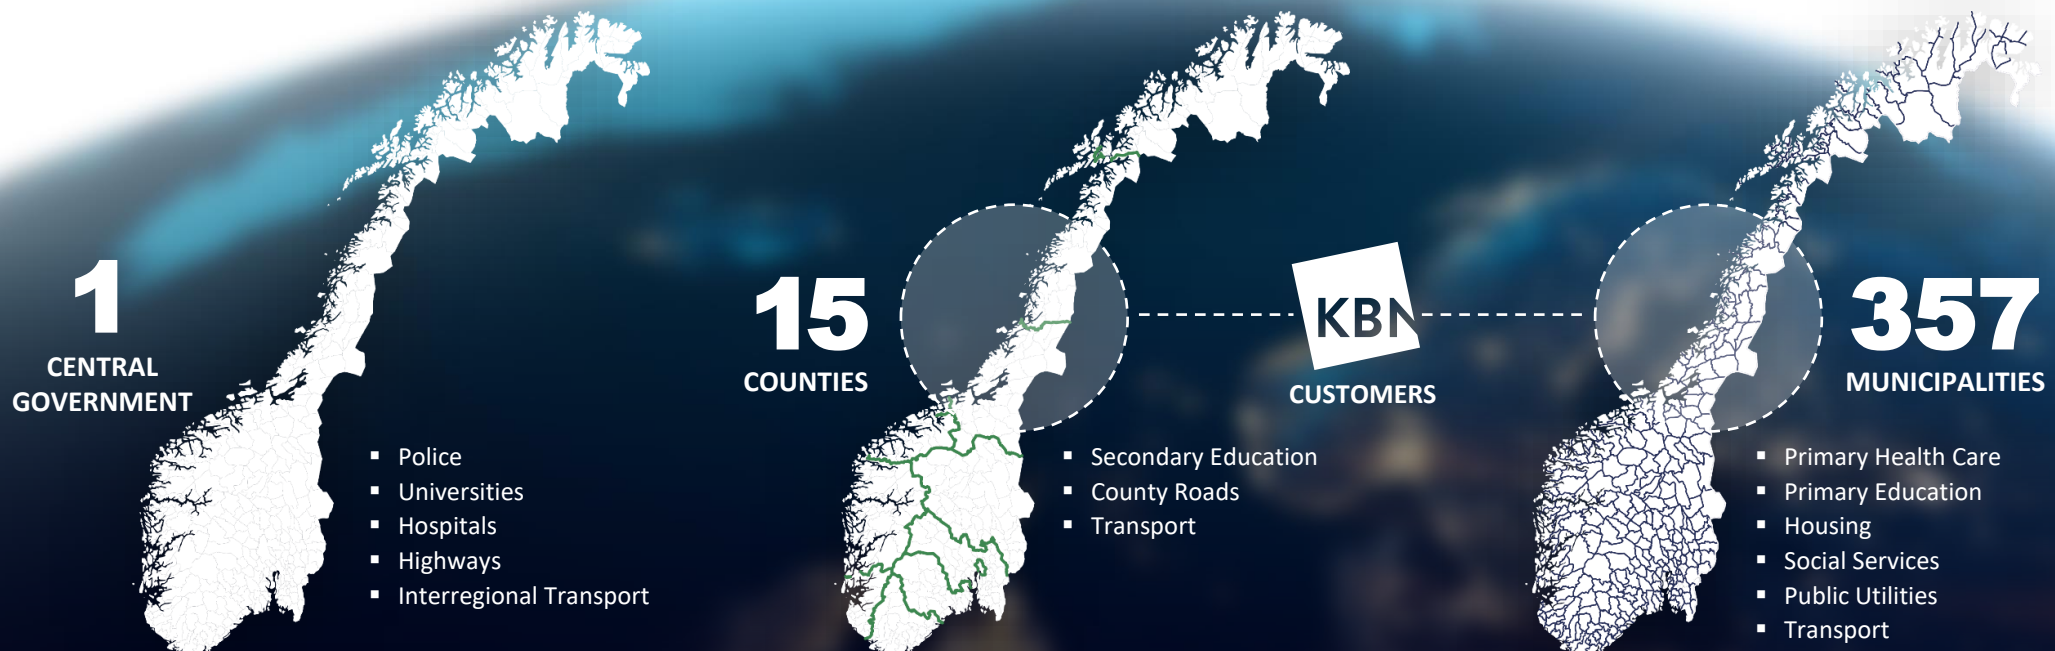 1
CENTRAL
GOVERNMENT
▪ Police
▪ Universities
▪ Hospitals
▪ Highways
▪ Interregional Transport
15
COUNTIES
▪ Secondary Education
▪ County Roads
▪ Transport
KBN
CUSTOMERS
357
MUNICIPALITIES
▪ Primary Health Care
▪ Primary Education
▪ Housing
▪ Social Services
▪ Public Utilities
▪ Transport